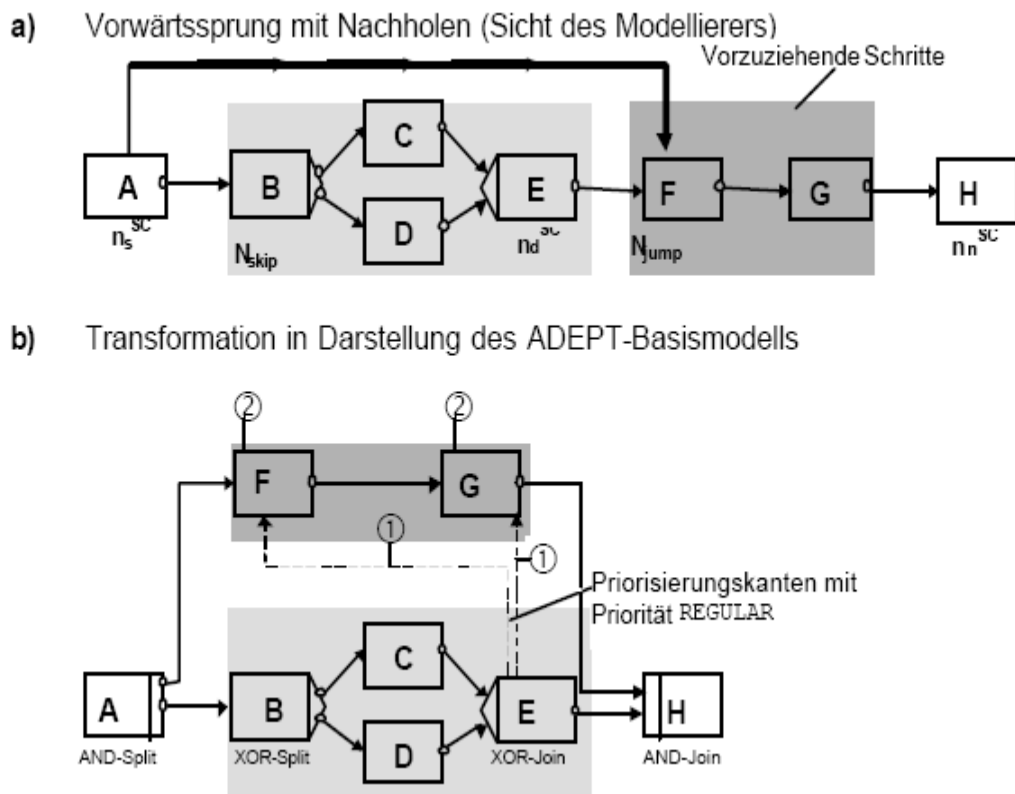 a) Vorwärtssprung mit Nachholen (Sicht des Modellierers)
Vorzuziehende Schritte
C
A B E F G H
D
n_s^SC N_skip n_d^SC N_jump n_n^SC
b) Transformation in Darstellung des ADEPT-Basismodells
② ②
F G
①
①
Priorisierungskanten mit
Priorität REGULAR
C
A B E H
D
AND-Split XOR-Split XOR-Join AND-Join